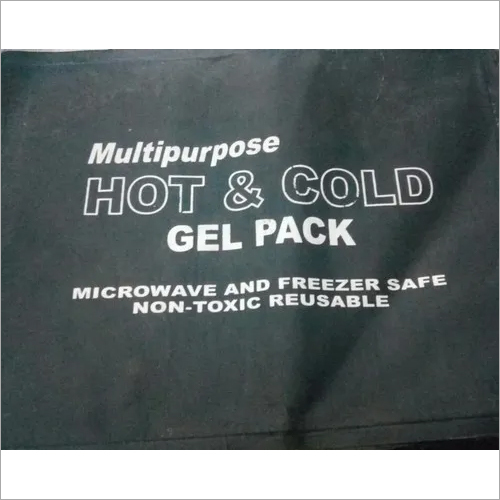 Multipurpose
HOT & COLD
GEL PACK
MICROWAVE AND FREEZER SAFE
NON-TOXIC REUSABLE